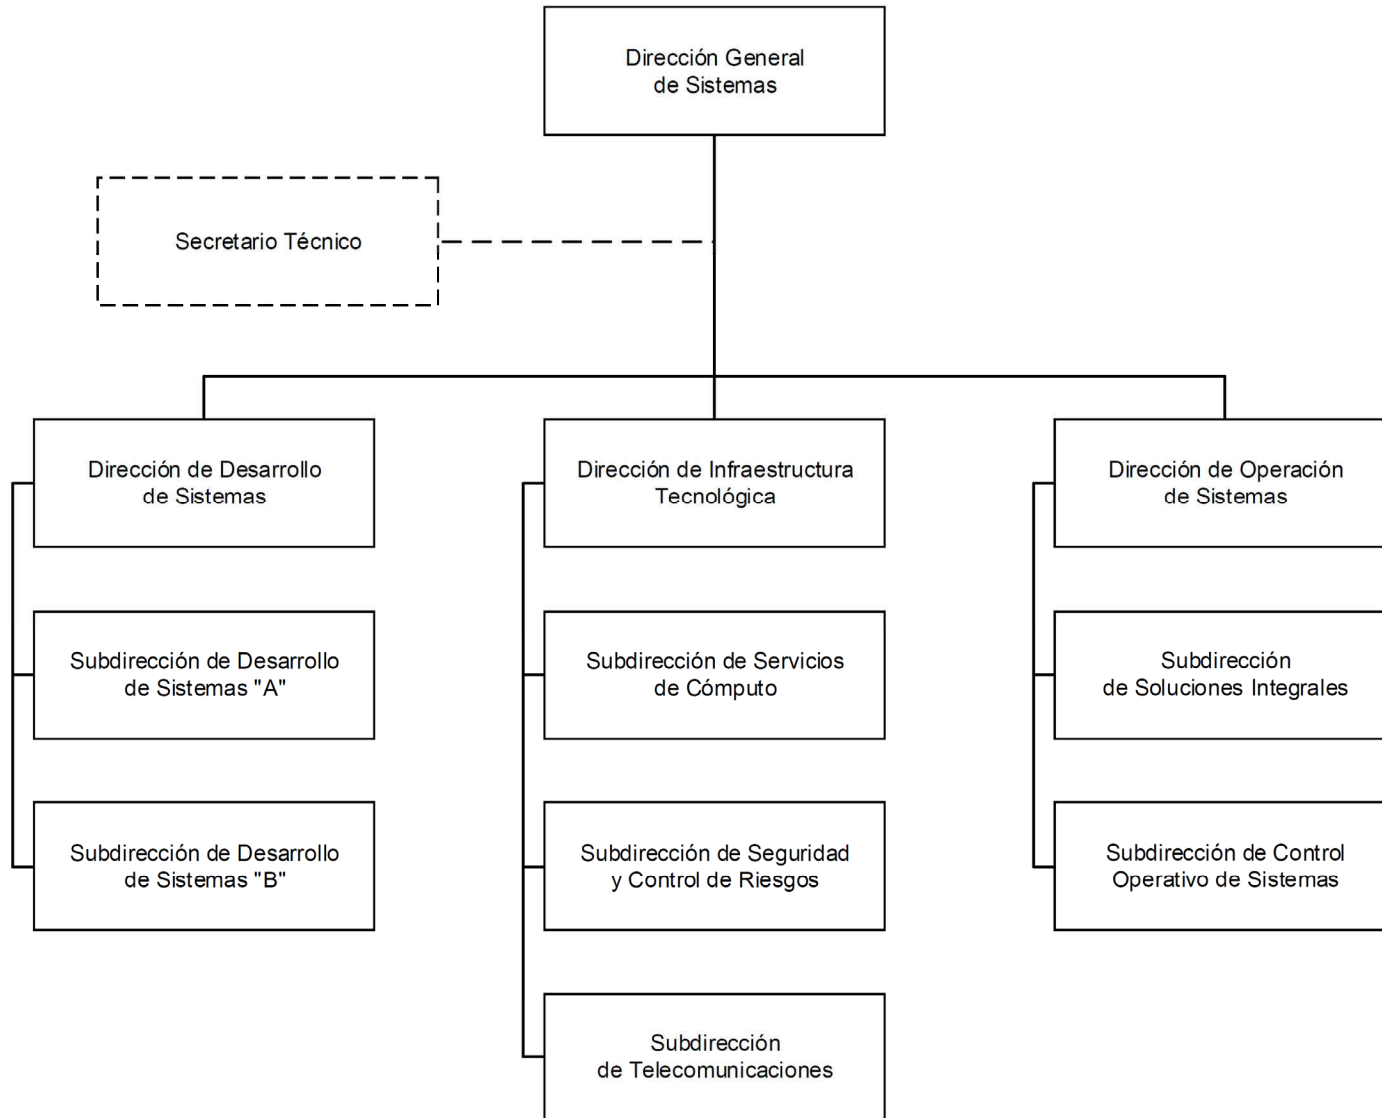 Dirección General
de Sistemas
Secretario Técnico
Dirección de Desarrollo
de Sistemas
Dirección de Infraestructura
Tecnológica
Dirección de Operación
de Sistemas
Subdirección de Desarrollo
de Sistemas "A"
Subdirección de Servicios
de Cómputo
Subdirección
de Soluciones Integrales
Subdirección de Desarrollo
de Sistemas "B"
Subdirección de Seguridad
y Control de Riesgos
Subdirección de Control
Operativo de Sistemas
Subdirección
de Telecomunicaciones